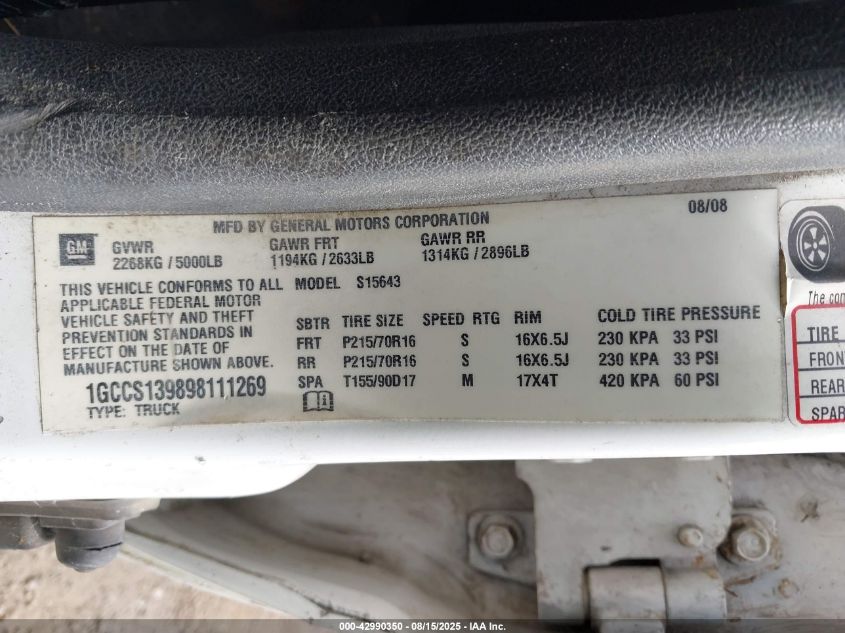 MFD BY GENERAL MOTORS CORPORATION 08/08
GM GVWR GAWR FRT GAWR RR
2268KG / 5000LB 1194KG / 2633LB 1314KG / 2896LB
THIS VEHICLE CONFORMS TO ALL MODEL S15643
APPLICABLE FEDERAL MOTOR
VEHICLE SAFETY AND THEFT
PREVENTION STANDARDS IN
EFFECT ON THE DATE OF
MANUFACTURE SHOWN ABOVE.
1GCCS139898111269
TYPE: TRUCK
SBTR TIRE SIZE SPEED RTG RIM COLD TIRE PRESSURE
FRT P215/70R16 S 16X6.5J 230 KPA 33 PSI
RR P215/70R16 S 16X6.5J 230 KPA 33 PSI
SPA T155/90D17 M 17X4T 420 KPA 60 PSI
The com
TIRE
FRON
REAR
SPAR
000-42990350 - 08/15/2025 - IAA Inc.